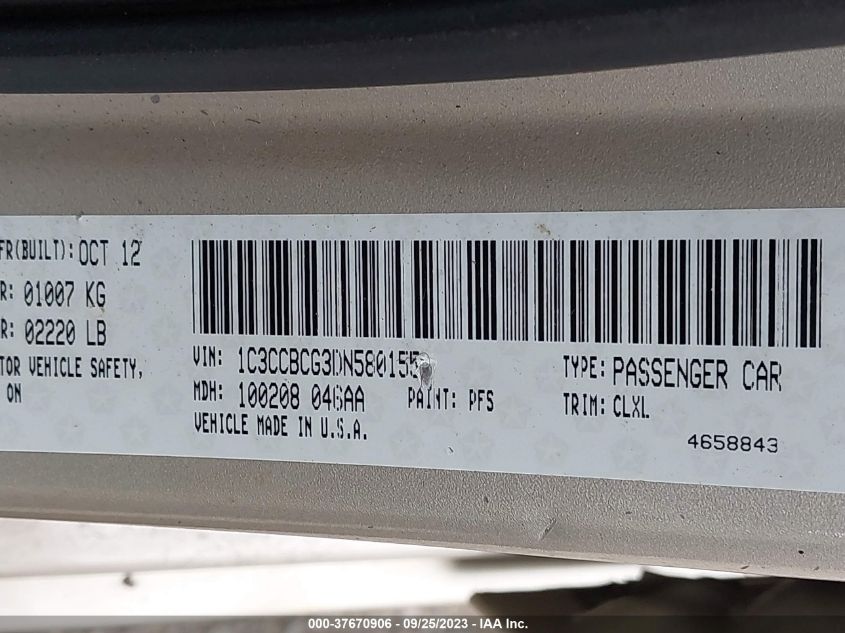 FR(BUILT): OCT 12
R: 01007 KG
R: 02220 LB
TOR VEHICLE SAFETY,
ON
VIN: 1C3CCBCG3DN580155
MDH: 100208 046AA PAINT: PFS
VEHICLE MADE IN U.S.A.
TYPE: PASSENGER CAR
TRIM: CLXL
4658843
000-37670906 - 09/25/2023 - IAA Inc.